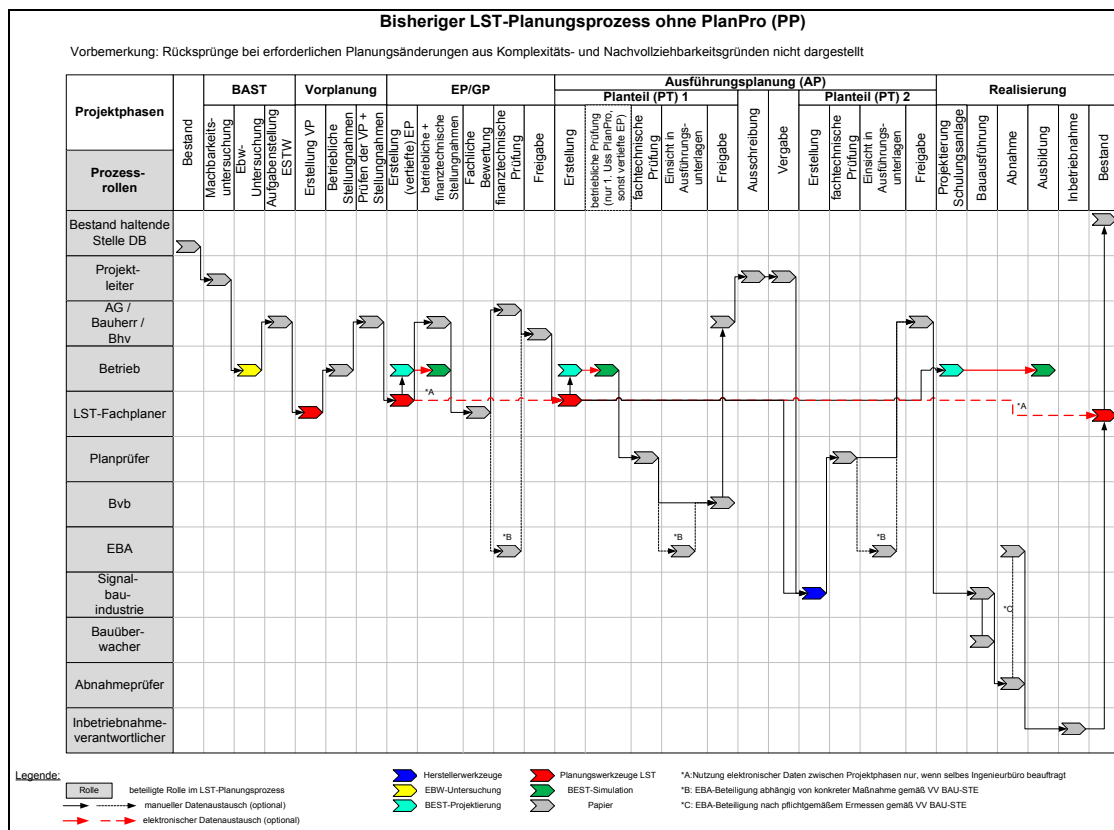 Bisheriger LST-Planungsprozess ohne PlanPro (PP)
Vorbemerkung: Rücksprünge bei erforderlichen Planungsänderungen aus Komplexitäts- und Nachvollziehbarkeitsgründen nicht dargestellt
Projektphasen
BAST
Vorplanung
EP/GP
Ausführungsplanung (AP)
Realisierung
Planteil (PT) 1
Planteil (PT) 2
Prozess-
rollen
Bestand
Machbarkeits-
untersuchung
Ebw-
Untersuchung
Aufgabenstellung
ESTW
Erstellung VP
Betriebliche
Stellungnahmen
Prüfen der VP +
Stellungnahmen
Erstellung
(vertiefte) EP
betriebliche +
finanztechnische
Stellungnahmen
Fachliche
Bewertung
finanztechnische
Prüfung
Freigabe
Erstellung
betriebliche Prüfung
(nur 1. Uss PlanPro,
sonst vertiefte EP)
fachtechnische
Prüfung
Einsicht in
Ausführungs-
unterlagen
Freigabe
Ausschreibung
Vergabe
Erstellung
fachtechnische
Prüfung
Einsicht in
Ausführungs-
unterlagen
Freigabe
Projektierung
Schulungsanlage
Bauausführung
Abnahme
Ausbildung
Inbetriebnahme
Bestand
Bestand haltende
Stelle DB
Projekt-
leiter
AG /
Bauherr /
Bhv
Betrieb
*A
LST-Fachplaner
*A
Planprüfer
Bvb
EBA
*B
*B
*B
Signal-
bau-
industrie
*C
Bauüber-
wacher
Abnahmeprüfer
Inbetriebnahme-
verantwortlicher
Legende:
Rolle
beteiligte Rolle im LST-Planungsprozess
manueller Datenaustausch (optional)
elektronischer Datenaustausch (optional)
Herstellerwerkzeuge
EBW-Untersuchung
BEST-Projektierung
Planungswerkzeuge LST
BEST-Simulation
Papier
*A:Nutzung elektronischer Daten zwischen Projektphasen nur, wenn selbes Ingenieurbüro beauftragt
*B: EBA-Beteiligung abhängig von konkreter Maßnahme gemäß VV BAU-STE
*C: EBA-Beteiligung nach pflichtgemäßem Ermessen gemäß VV BAU-STE